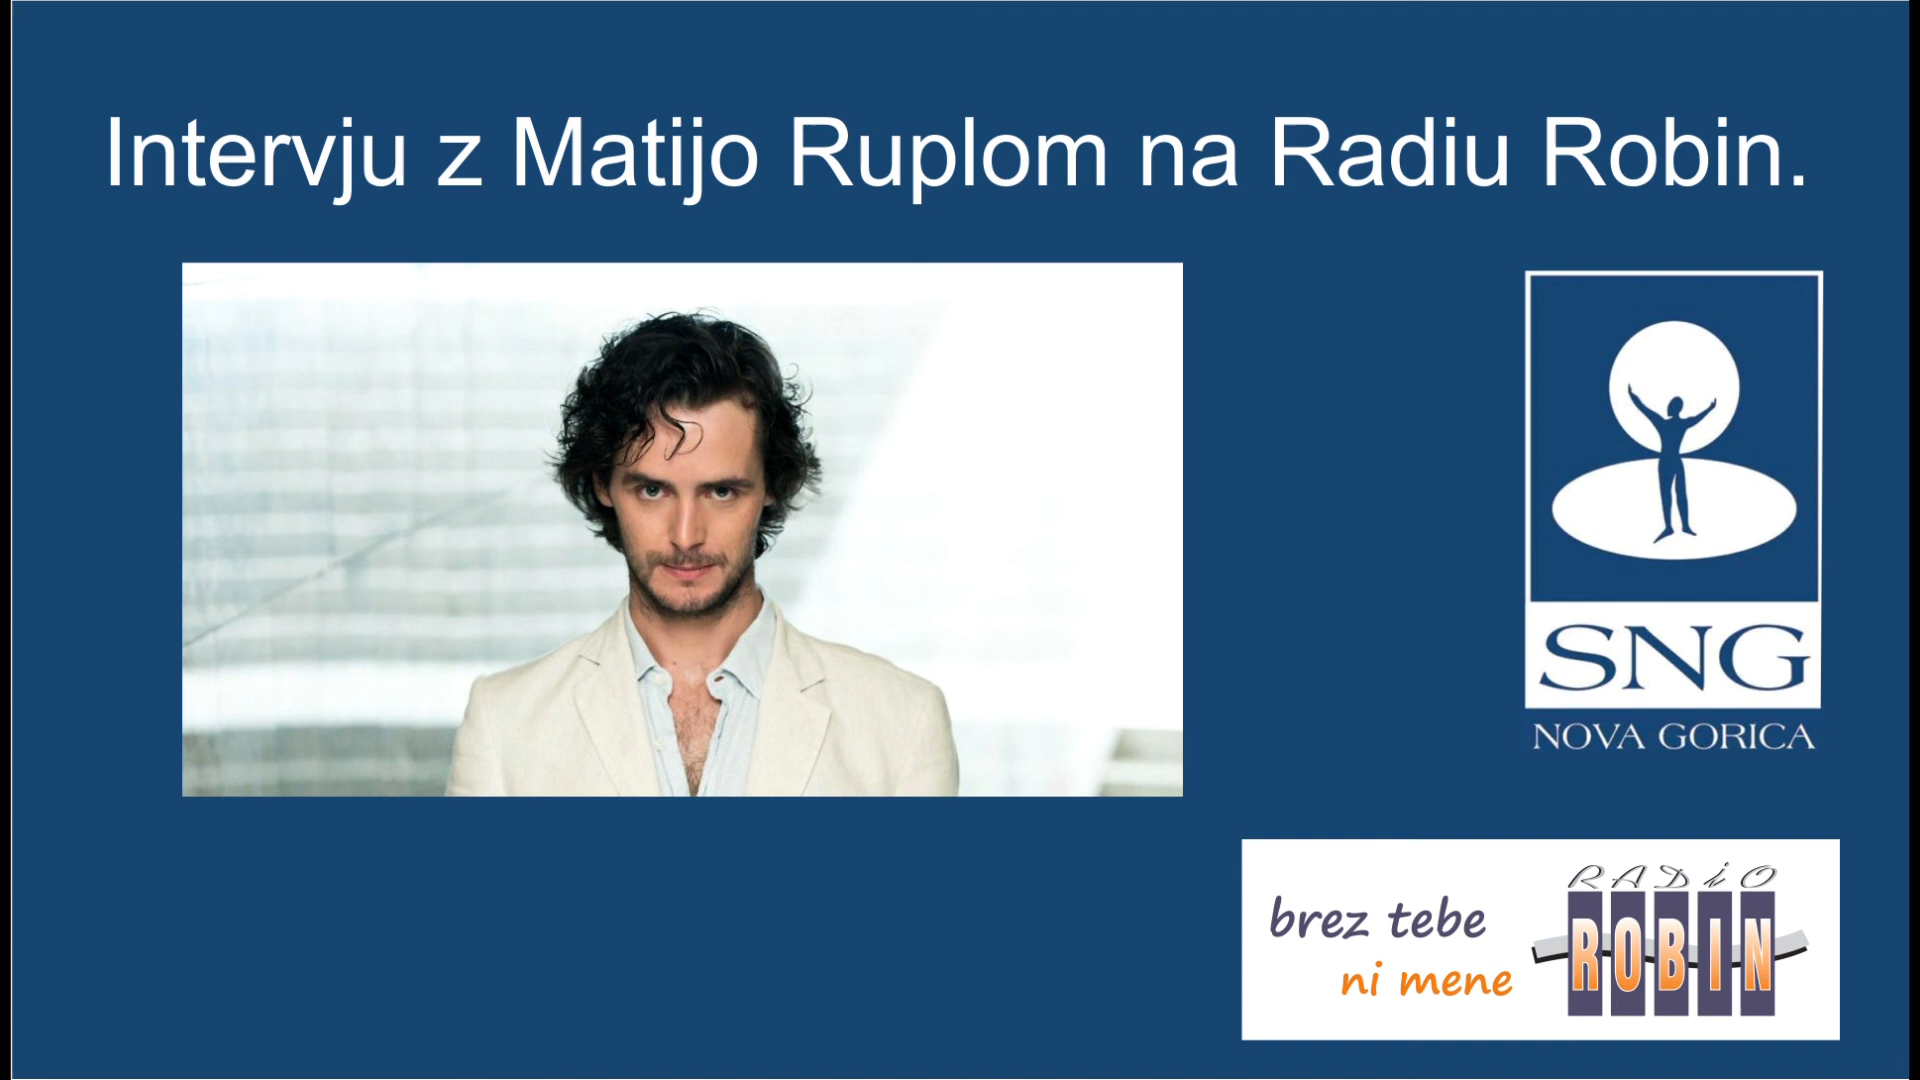 Intervju z Matijo Ruplom na Radiu Robin.
SNG
NOVA GORICA
brez tebe
ni mene
RADiO
ROBIN